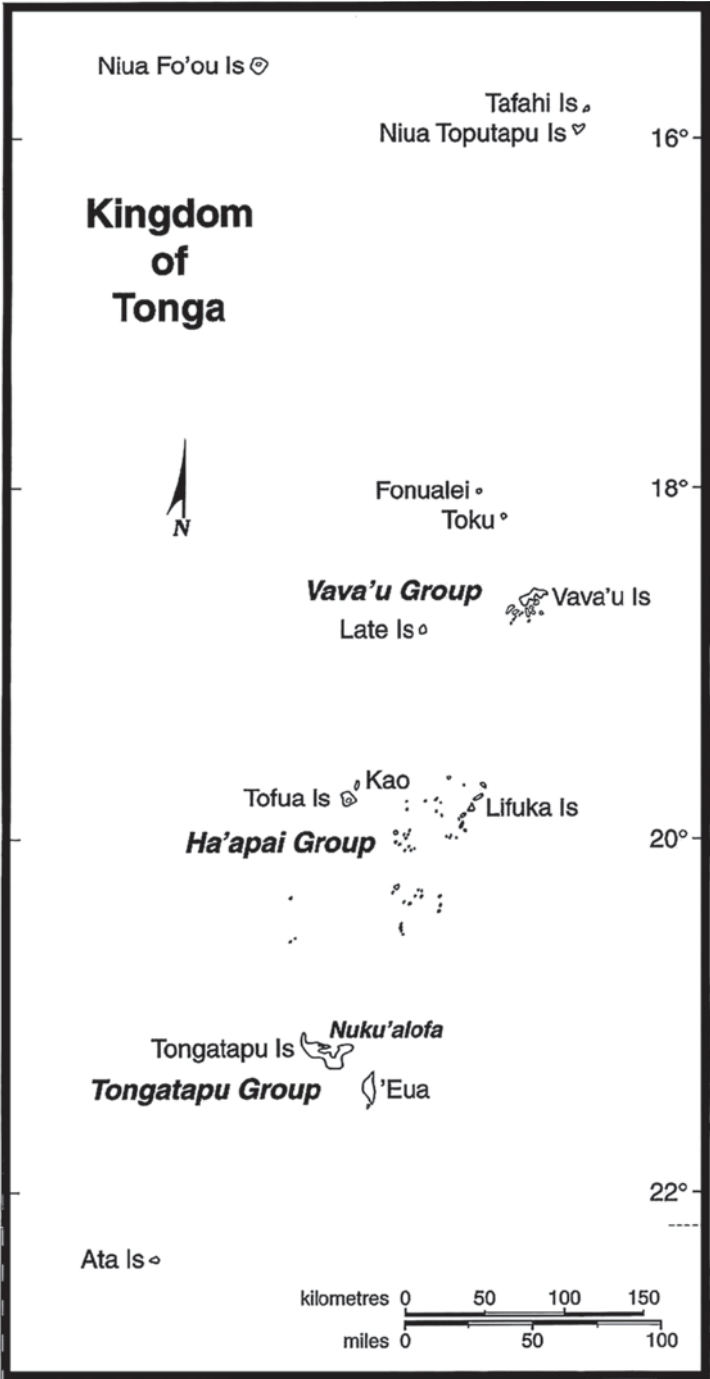 Niua Fo'ou Is
Tafahi Is
Niua Toputapu Is
16°
Kingdom
of
Tonga
N
Fonualei
18°
Toku
Vava'u Group
Vava'u Is
Late Is
Kao
Tofua Is
Lifuka Is
Ha'apai Group
20°
Nuku'alofa
Tongatapu Is
Tongatapu Group
'Eua
22°
Ata Is
kilometres 0 50 100 150
miles 0 50 100